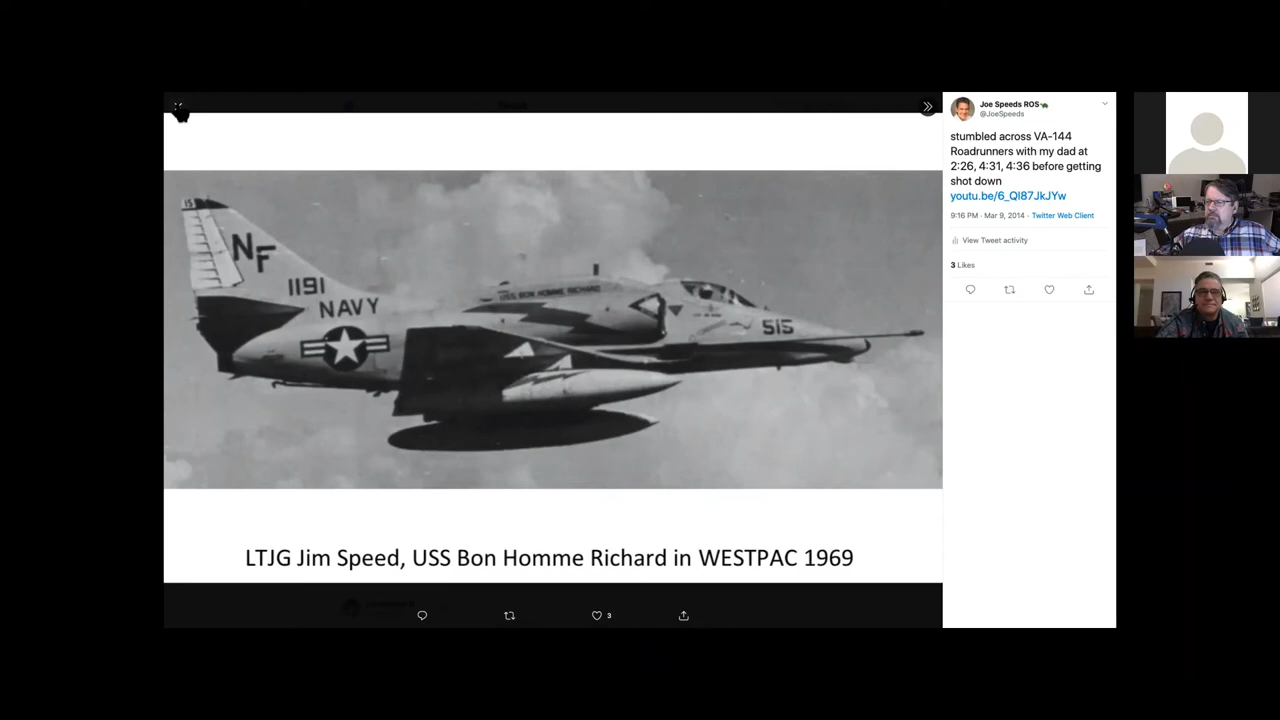 15
NF
1191
NAVY
USS BON HOMME RICHARD
515
LTJG Jim Speed, USS Bon Homme Richard in WESTPAC 1969
3
Joe Speeds ROS
@JoeSpeeds
stumbled across VA-144
Roadrunners with my dad at
2:26, 4:31, 4:36 before getting
shot down
youtu.be/6_QI87JkJYw
9:16 PM · Mar 9, 2014 · Twitter Web Client
View Tweet activity
3 Likes